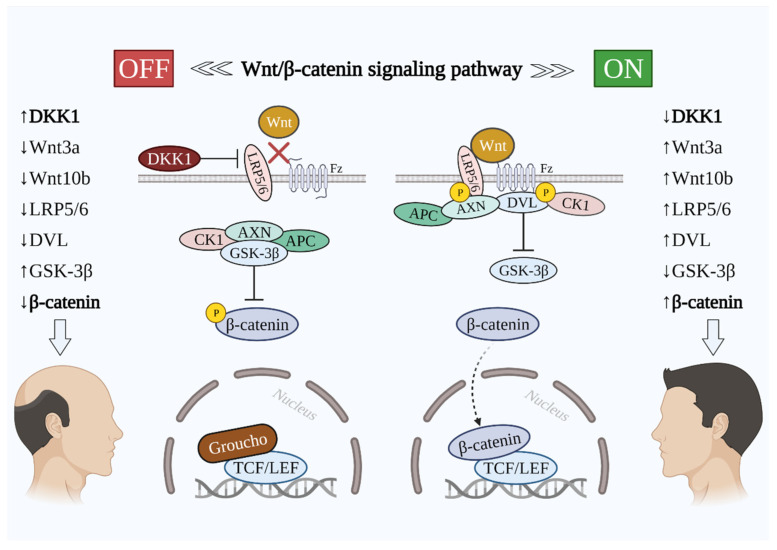 OFF
Wnt/β-catenin signaling pathway
ON
↑DKK1
↓Wnt3a
↓Wnt10b
↓LRP5/6
↓DVL
↑GSK-3β
↓β-catenin
Wnt
DKK1
LRP5/6
Fz
CK1
AXN
APC
GSK-3β
P
β-catenin
Nucleus
Groucho
TCF/LEF
Wnt
LRP5/6
Fz
P
P
APC
AXN
DVL
CK1
GSK-3β
β-catenin
Nucleus
β-catenin
TCF/LEF
↓DKK1
↑Wnt3a
↑Wnt10b
↑LRP5/6
↑DVL
↓GSK-3β
↑β-catenin